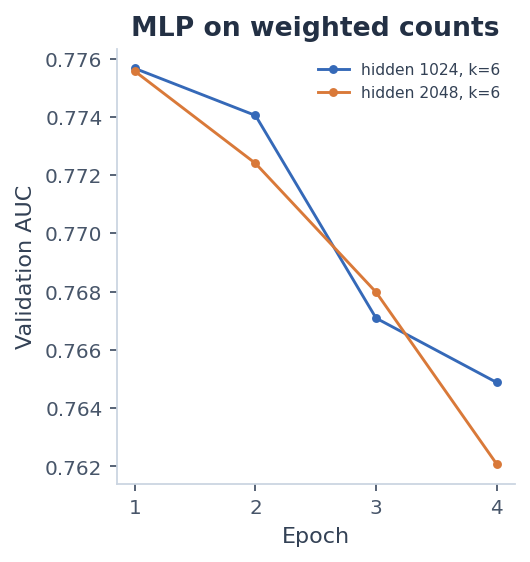 MLP on weighted counts
hidden 1024, k=6
hidden 2048, k=6
Validation AUC
0.776
0.774
0.772
0.770
0.768
0.766
0.764
0.762
1 2 3 4
Epoch